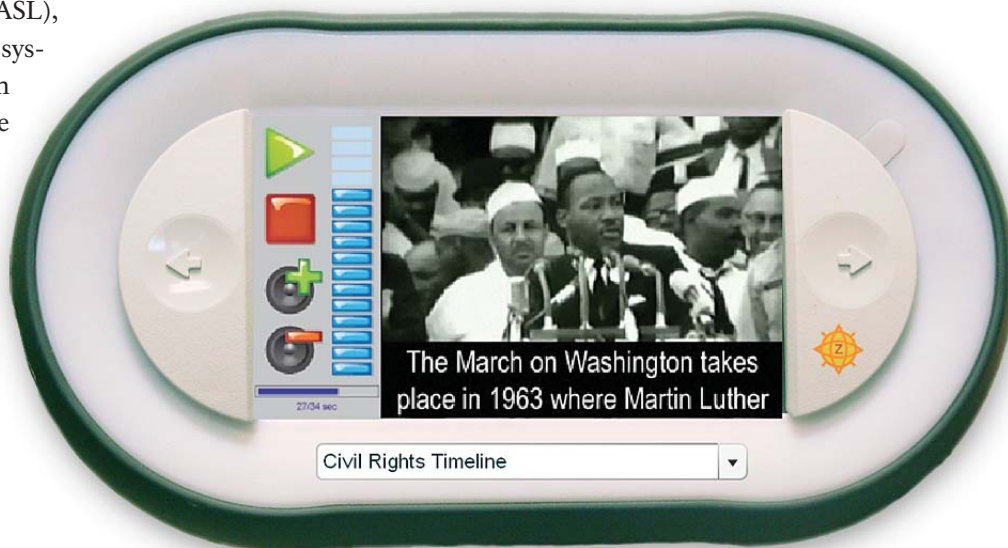 ASL),
sys-
n
e
The March on Washington takes
place in 1963 where Martin Luther
27/34 sec
Z
Civil Rights Timeline